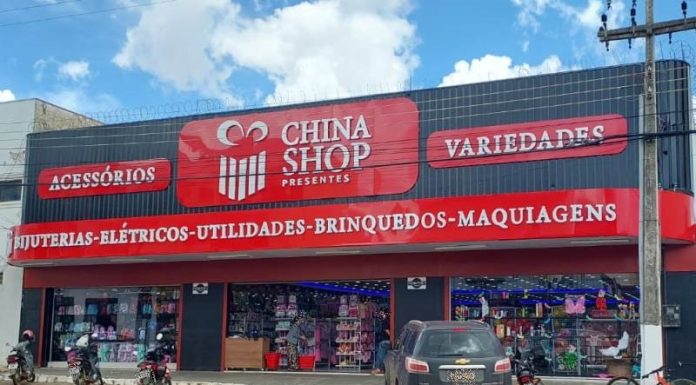 CHINA
SHOP
PRESENTES
ACESSÓRIOS
VARIEDADES
BIJUTERIAS-ELÉTRICOS-UTILIDADES-BRINQUEDOS-MAQUIAGENS